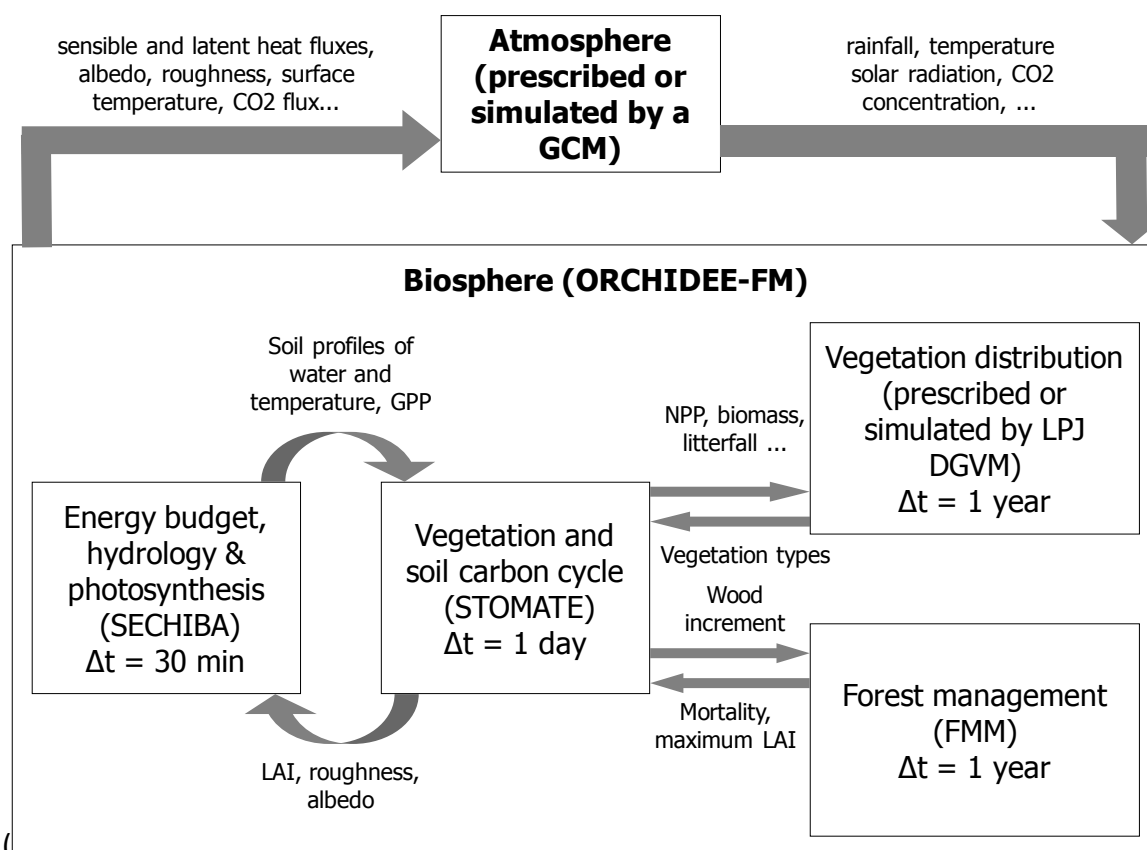 sensible and latent heat fluxes,
albedo, roughness, surface
temperature, CO2 flux...
Atmosphere
(prescribed or
simulated by a
GCM)
rainfall, temperature
solar radiation, CO2
concentration, ...
Biosphere (ORCHIDEE-FM)
Soil profiles of
water and
temperature, GPP
Energy budget,
hydrology &
photosynthesis
(SECHIBA)
Δt = 30 min
Vegetation and
soil carbon cycle
(STOMATE)
Δt = 1 day
LAI, roughness,
albedo
NPP, biomass,
litterfall ...
Vegetation types
Vegetation distribution
(prescribed or
simulated by LPJ
DGVM)
Δt = 1 year
Wood
increment
Mortality,
maximum LAI
Forest management
(FMM)
Δt = 1 year
(